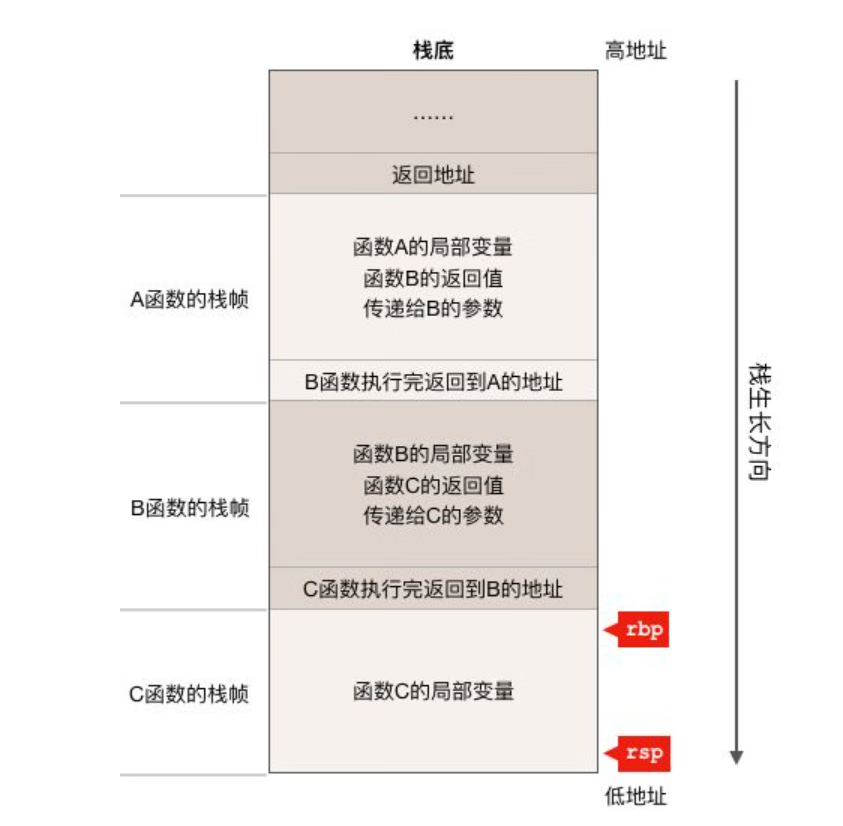 栈底
高地址
……
返回地址
A函数的栈帧
函数A的局部变量
函数B的返回值
传递给B的参数
B函数执行完返回到A的地址
B函数的栈帧
函数B的局部变量
函数C的返回值
传递给C的参数
C函数执行完返回到B的地址
C函数的栈帧
函数C的局部变量
rbp
rsp
低地址
栈生长方向